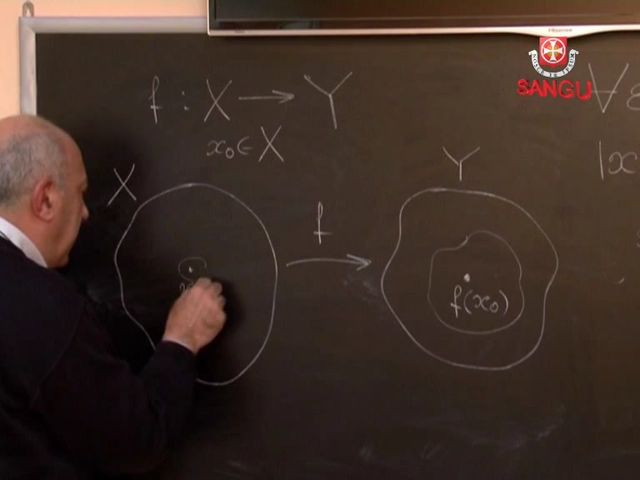 f : X → Y
x₀ ∈ X
SANGU
∀ε
|x
X
f
Y
f(x₀)